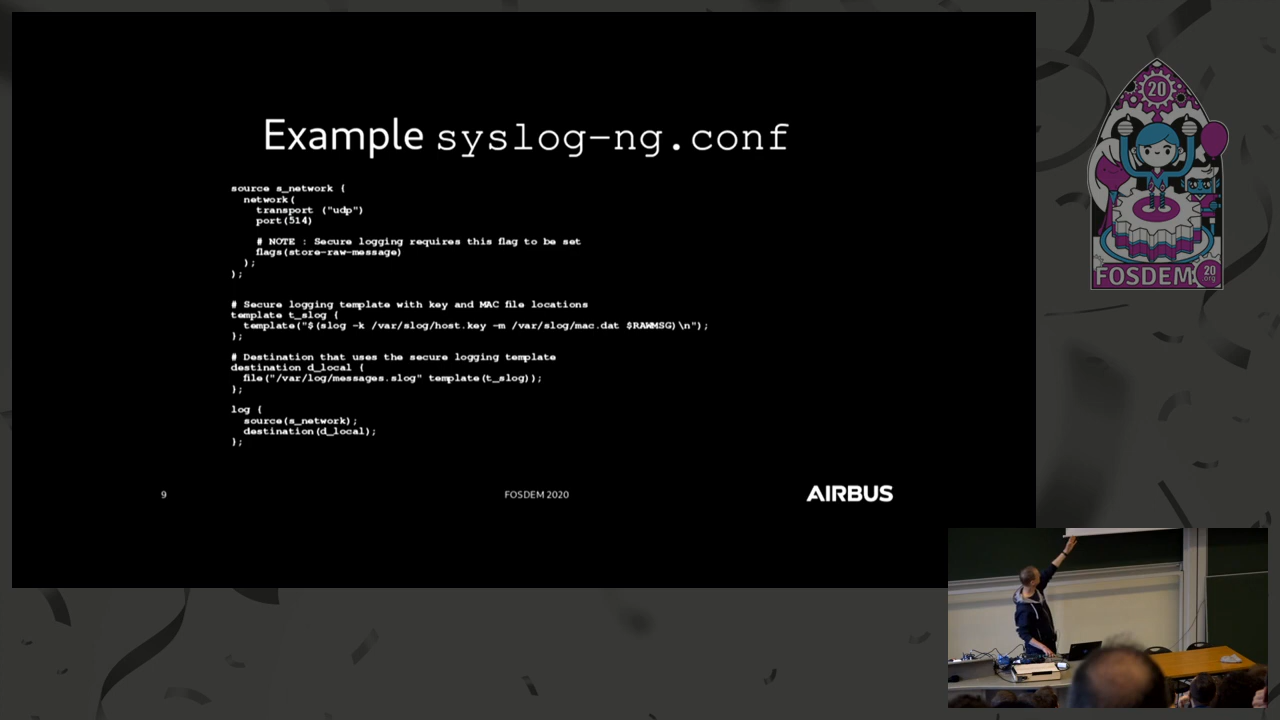 Example syslog-ng.conf
source s_network {
network(
transport ("udp")
port(514)
# NOTE : Secure logging requires this flag to be set
flags(store-raw-message)
);
};
# Secure logging template with key and MAC file locations
template t_slog {
template("$(slog -k /var/slog/host.key -m /var/slog/mac.dat $RAWMSG)\n");
};
# Destination that uses the secure logging template
destination d_local {
file("/var/log/messages.slog" template(t_slog));
};
log {
source(s_network);
destination(d_local);
};
9
FOSDEM 2020
AIRBUS
20
FOSDEM
20
.org